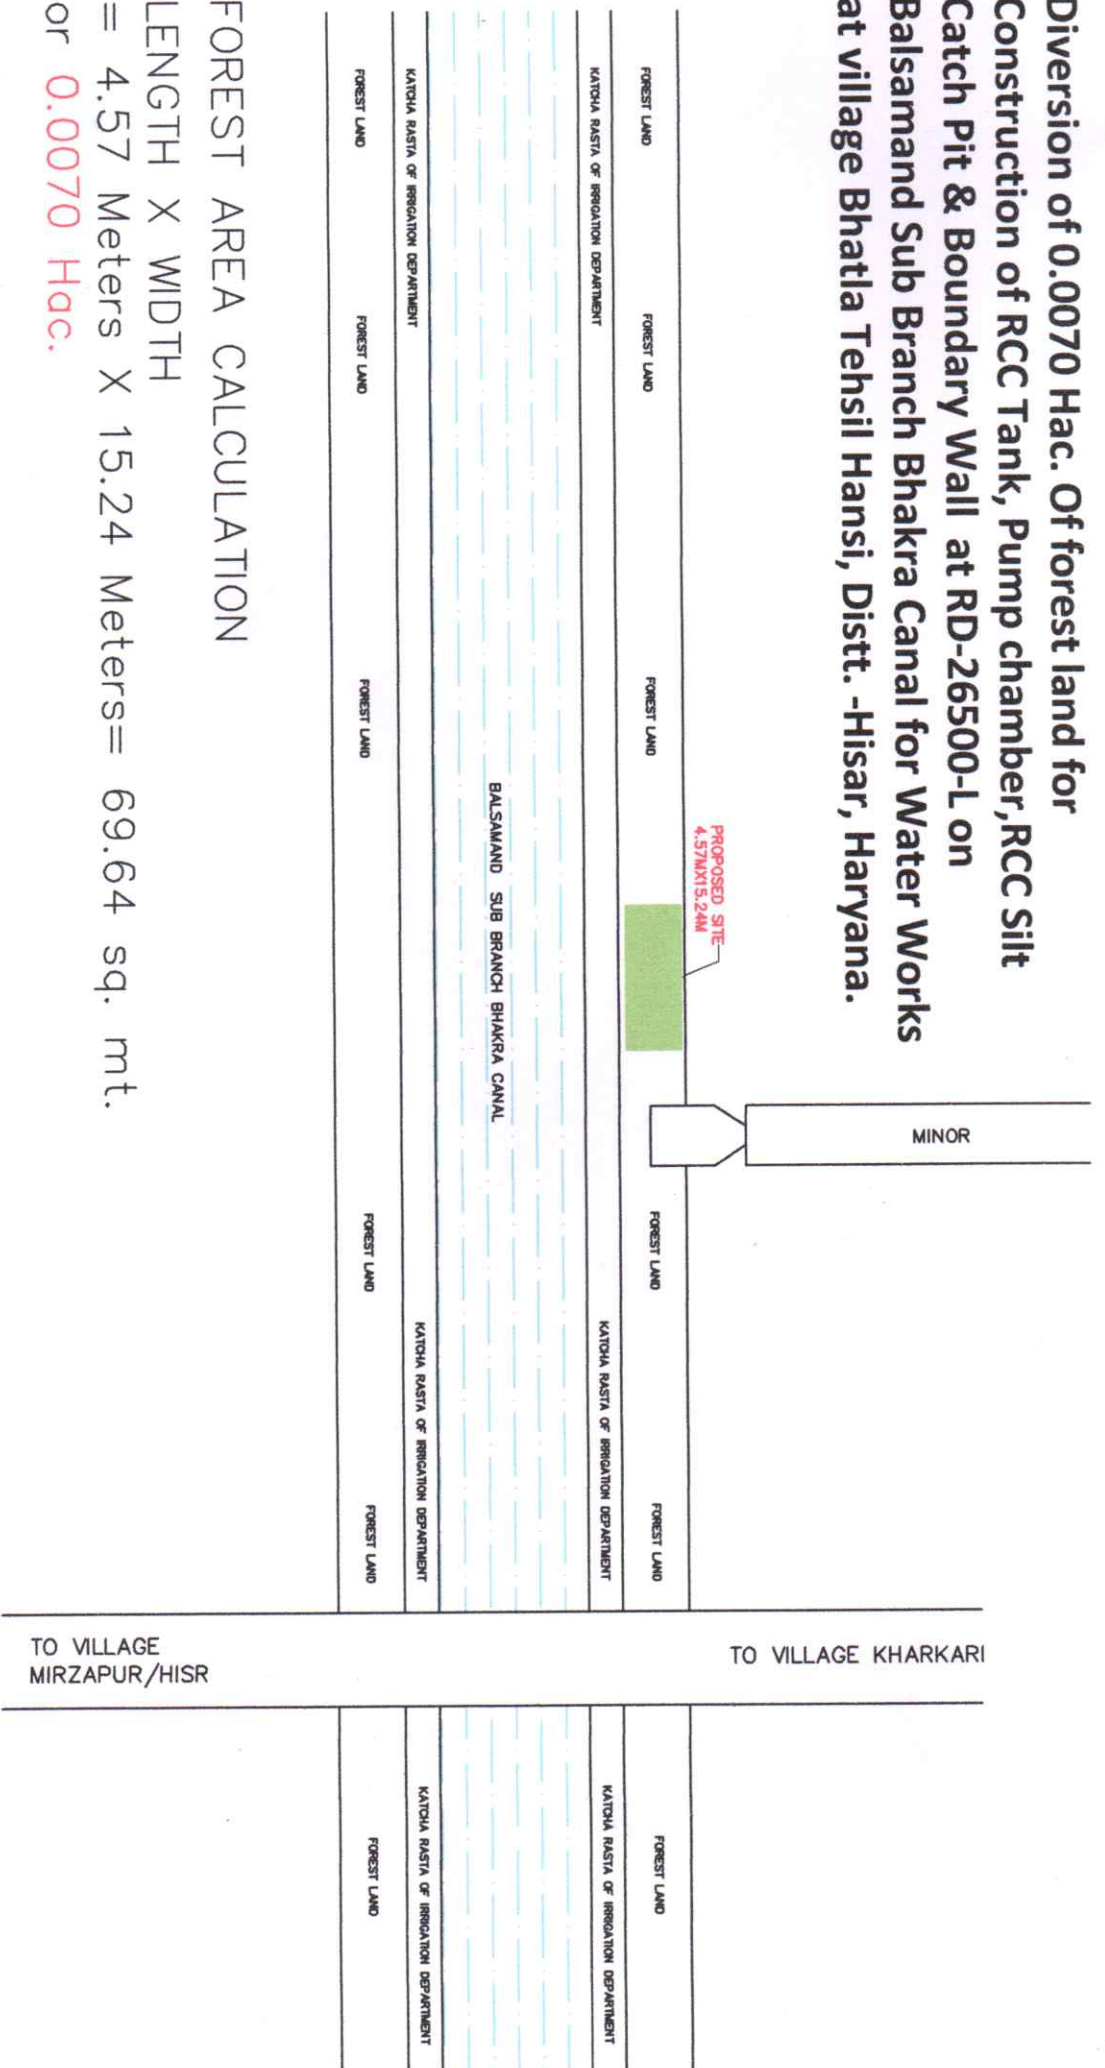 Diversion of 0.0070 Hac. Of forest land for
Construction of RCC Tank, Pump chamber,RCC Silt
Catch Pit & Boundary Wall at RD-26500-L on
Balsamand Sub Branch Bhakra Canal for Water Works
at village Bhatla Tehsil Hansi, Distt. -Hisar, Haryana.
MINOR
TO VILLAGE KHARKARI
PROPOSED SITE
4.57MX15.24M
FOREST LAND
FOREST LAND
FOREST LAND
FOREST LAND
FOREST LAND
FOREST LAND
KATCHA RASTA OF IRRIGATION DEPARTMENT
KATCHA RASTA OF IRRIGATION DEPARTMENT
KATCHA RASTA OF IRRIGATION DEPARTMENT
BALSAMAND SUB BRANCH BHAKRA CANAL
KATCHA RASTA OF IRRIGATION DEPARTMENT
KATCHA RASTA OF IRRIGATION DEPARTMENT
KATCHA RASTA OF IRRIGATION DEPARTMENT
FOREST LAND
FOREST LAND
FOREST LAND
FOREST LAND
FOREST LAND
FOREST LAND
TO VILLAGE
MIRZAPUR/HISR
FOREST AREA CALCULATION
LENGTH X WIDTH
= 4.57 Meters X 15.24 Meters= 69.64 sq. mt.
or 0.0070 Hac.